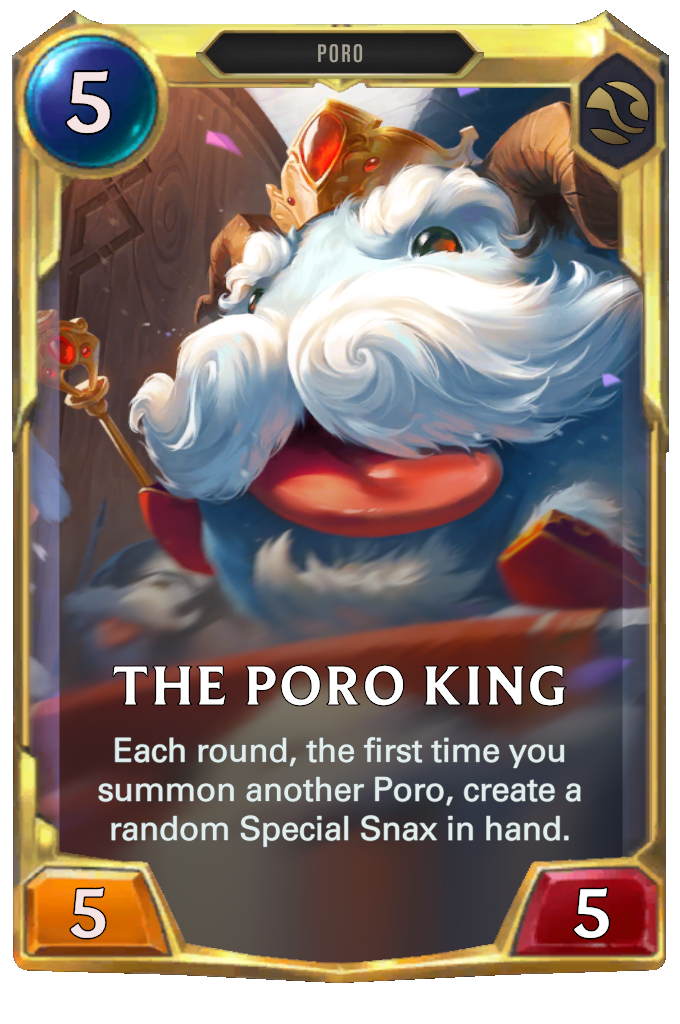 5
PORO
THE PORO KING
Each round, the first time you
summon another Poro, create a
random Special Snax in hand.
5
5